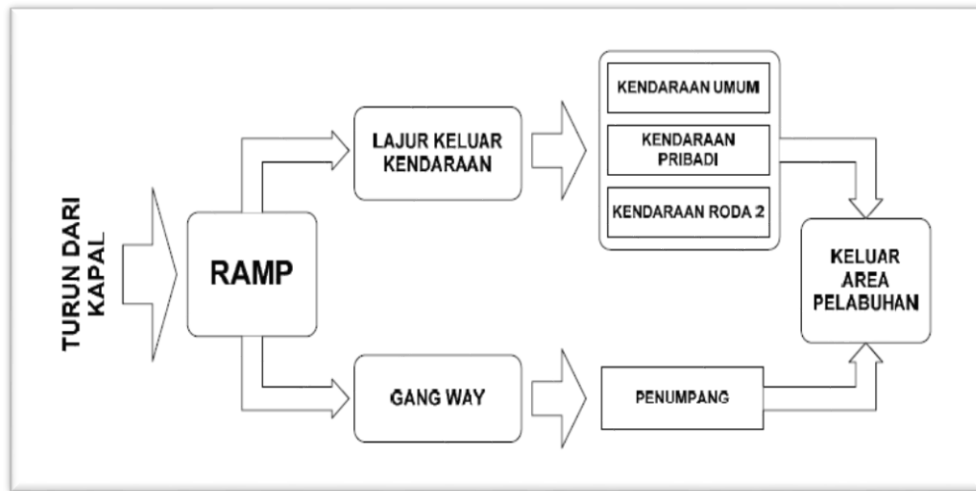 TURUN DARI
KAPAL
RAMP
LAJUR KELUAR
KENDARAAN
KENDARAAN UMUM
KENDARAAN
PRIBADI
KENDARAAN RODA 2
GANG WAY
PENUMPANG
KELUAR
AREA
PELABUHAN